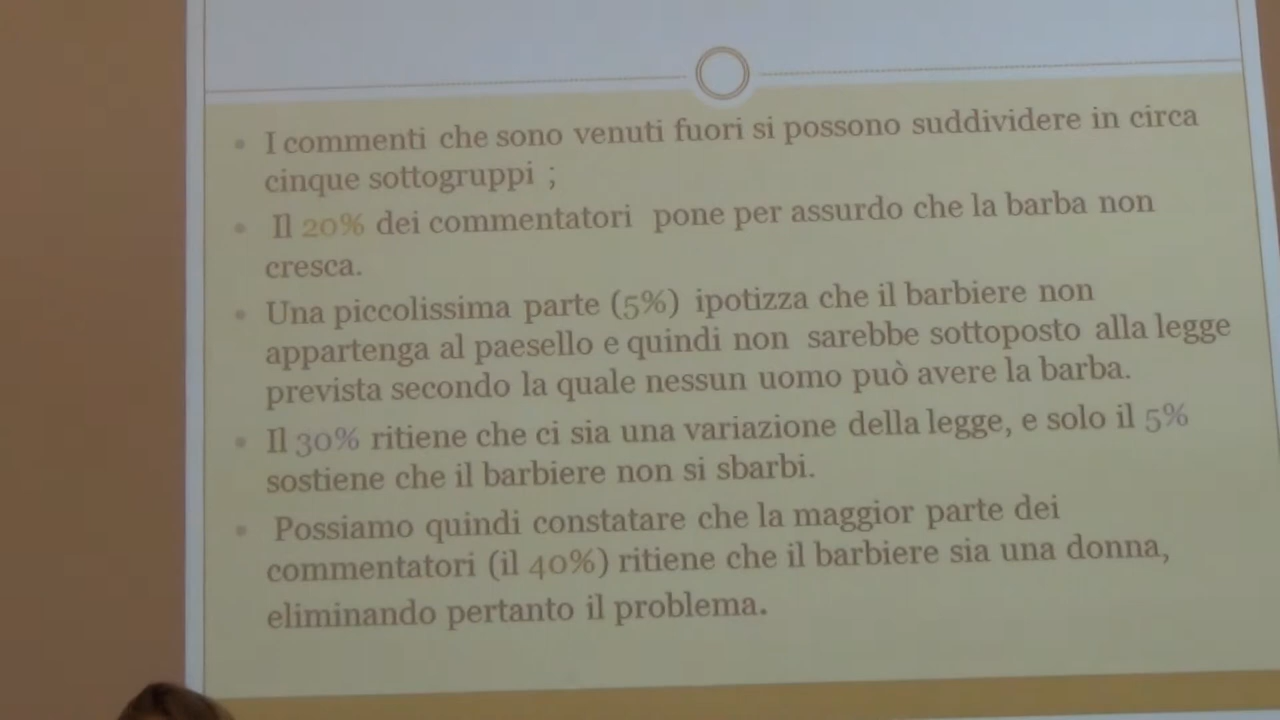 I commenti che sono venuti fuori si possono suddividere in circa
cinque sottogruppi ;
Il 20% dei commentatori pone per assurdo che la barba non
cresca.
Una piccolissima parte (5%) ipotizza che il barbiere non
appartenga al paesello e quindi non sarebbe sottoposto alla legge
prevista secondo la quale nessun uomo può avere la barba.
Il 30% ritiene che ci sia una variazione della legge, e solo il 5%
sostiene che il barbiere non si sbarbi.
Possiamo quindi constatare che la maggior parte dei
commentatori (il 40%) ritiene che il barbiere sia una donna,
eliminando pertanto il problema.